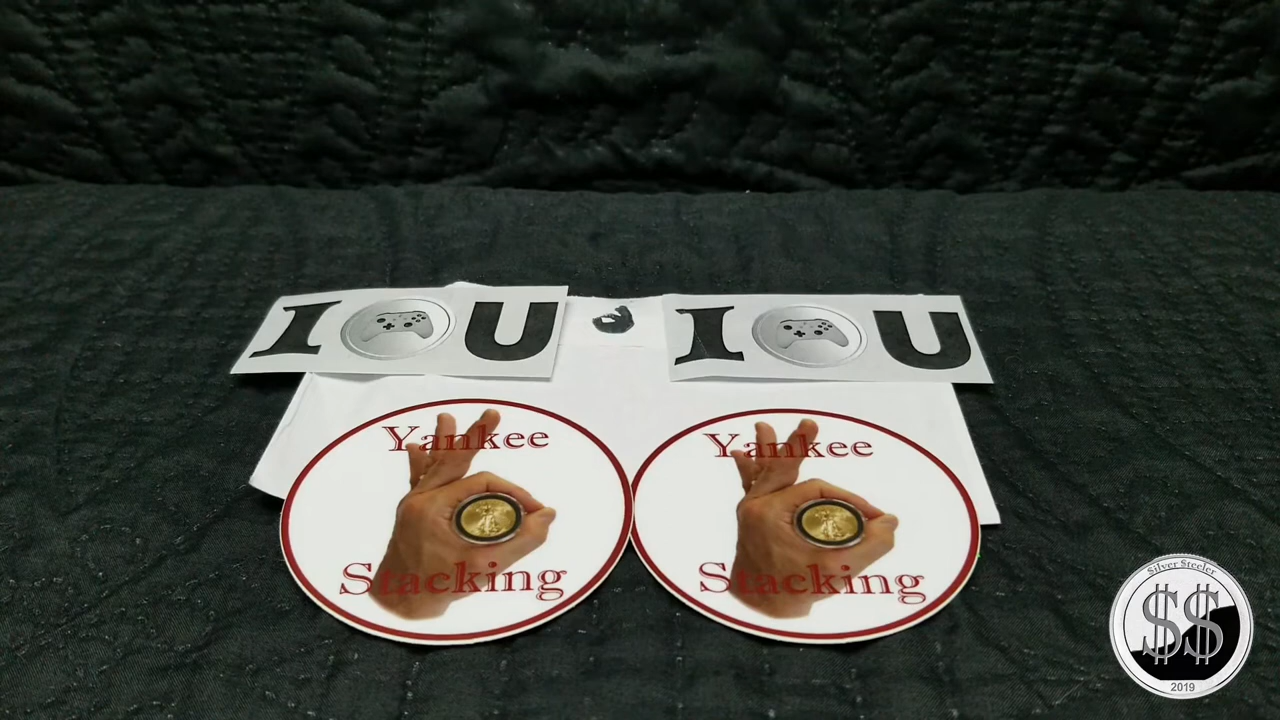 I U
I U
Yankee
Stacking
Yankee
Stacking
Silver Steeler
$$
2019